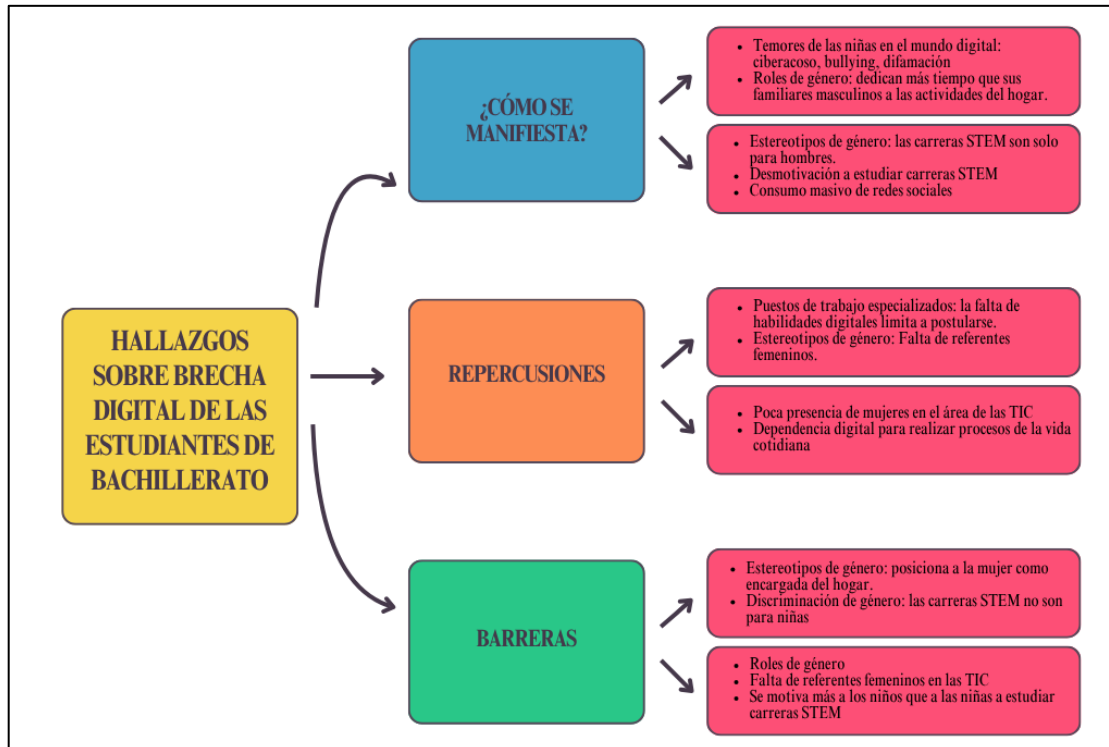 HALLAZGOS
SOBRE BRECHA
DIGITAL DE LAS
ESTUDIANTES DE
BACHILLERATO
¿CÓMO SE
MANIFIESTA?
• Temores de las niñas en el mundo digital:
ciberacoso, bullying, difamación
• Roles de género: dedican más tiempo que sus
familiares masculinos a las actividades del hogar.
• Estereotipos de género: las carreras STEM son solo
para hombres.
• Desmotivación a estudiar carreras STEM
• Consumo masivo de redes sociales
REPERCUSIONES
• Puestos de trabajo especializados: la falta de
habilidades digitales limita a postularse.
• Estereotipos de género: Falta de referentes
femeninos.
• Poca presencia de mujeres en el área de las TIC
• Dependencia digital para realizar procesos de la vida
cotidiana
BARRERAS
• Estereotipos de género: posiciona a la mujer como
encargada del hogar.
• Discriminación de género: las carreras STEM no son
para niñas
• Roles de género
• Falta de referentes femeninos en las TIC
• Se motiva más a los niños que a las niñas a estudiar
carreras STEM